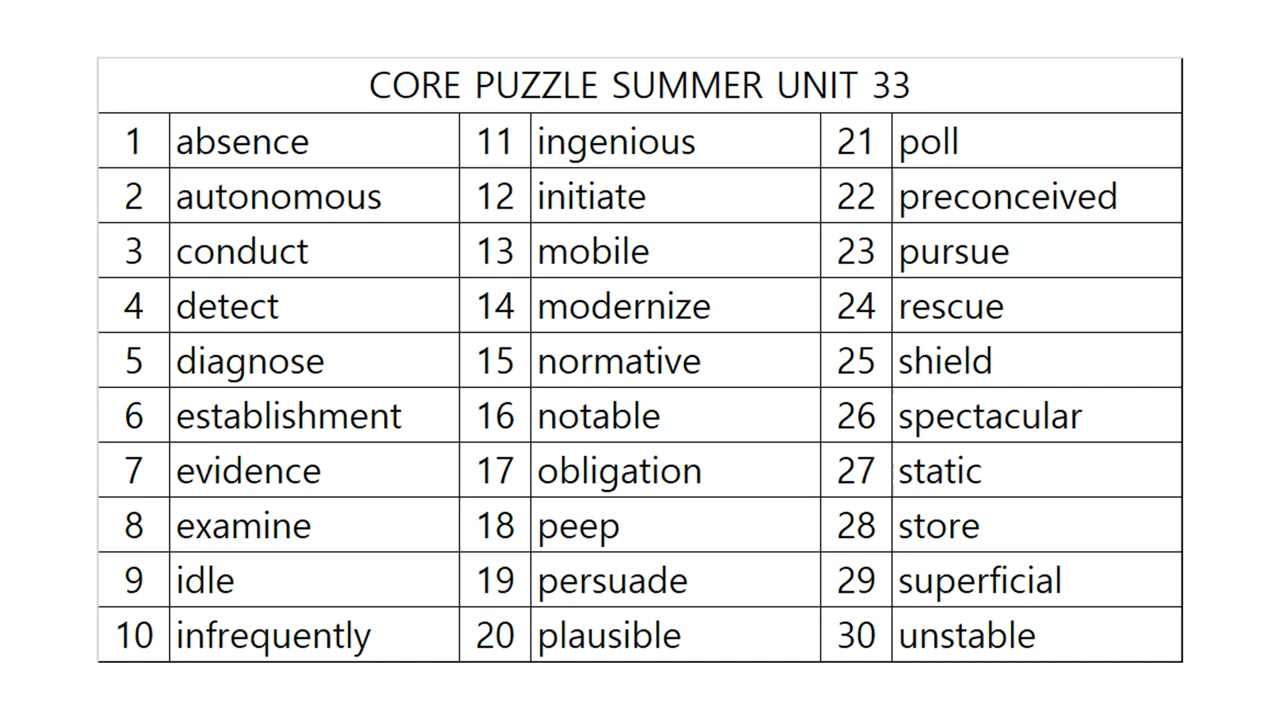 CORE PUZZLE SUMMER UNIT 33
1 absence 11 ingenious 21 poll
2 autonomous 12 initiate 22 preconceived
3 conduct 13 mobile 23 pursue
4 detect 14 modernize 24 rescue
5 diagnose 15 normative 25 shield
6 establishment 16 notable 26 spectacular
7 evidence 17 obligation 27 static
8 examine 18 peep 28 store
9 idle 19 persuade 29 superficial
10 infrequently 20 plausible 30 unstable